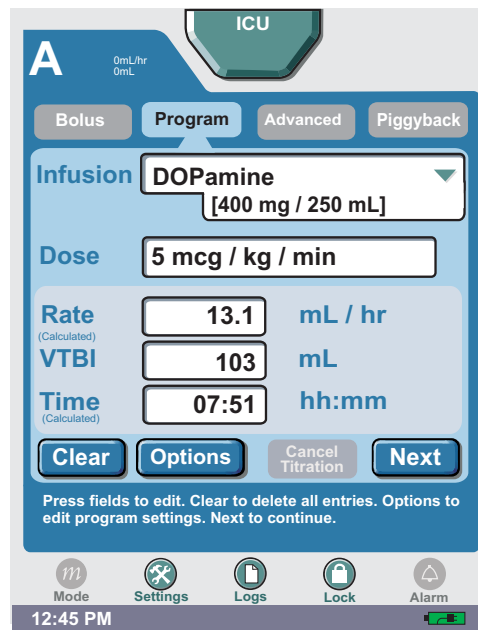 ICU
A
0mL/hr
0mL
Bolus Program Advanced Piggyback
Infusion DOPamine
[400 mg / 250 mL]
Dose 5 mcg / kg / min
Rate 13.1 mL / hr
(Calculated)
VTBI 103 mL
Time 07:51 hh:mm
(Calculated)
Clear Options Cancel Titration Next
Press fields to edit. Clear to delete all entries. Options to
edit program settings. Next to continue.
m
Mode Settings Logs Lock Alarm
12:45 PM